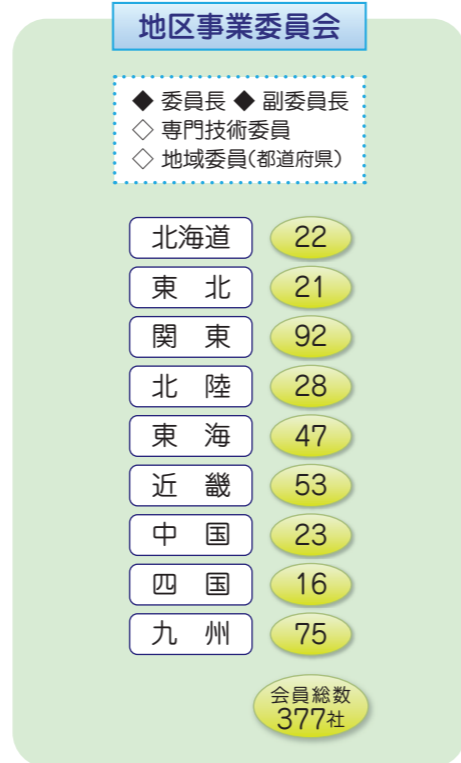 地区事業委員会
◆ 委員長 ◆ 副委員長
◇ 専門技術委員
◇ 地域委員(都道府県)
北海道 22
東 北 21
関 東 92
北 陸 28
東 海 47
近 畿 53
中 国 23
四 国 16
九 州 75
会員総数
377社